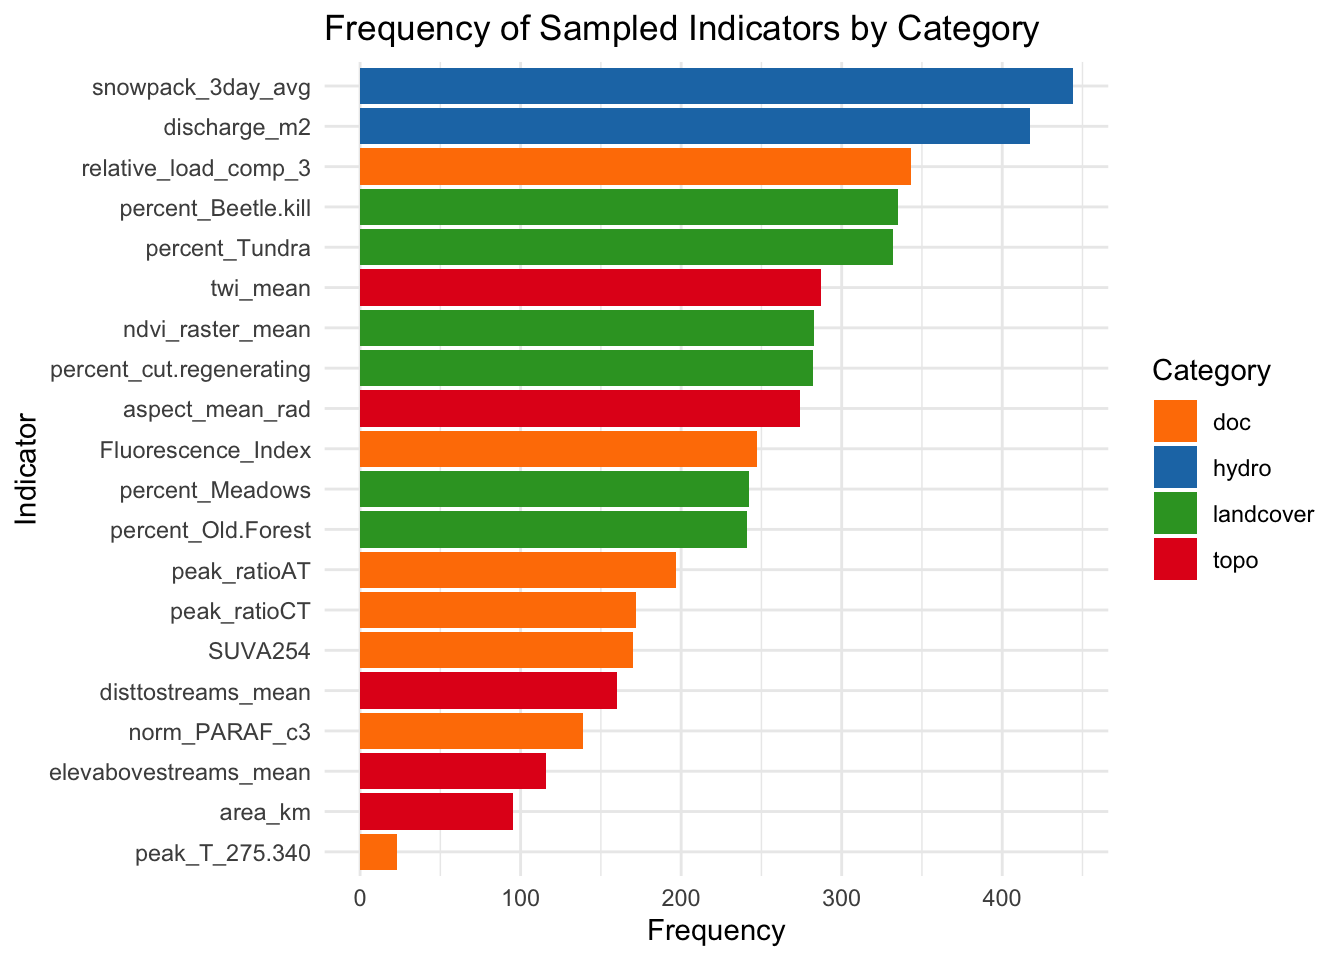 Frequency of Sampled Indicators by Category
snowpack_3day_avg
discharge_m2
relative_load_comp_3
percent_Beetle.kill
percent_Tundra
twi_mean
ndvi_raster_mean
percent_cut.regenerating
aspect_mean_rad
Fluorescence_Index
percent_Meadows
percent_Old.Forest
peak_ratioAT
peak_ratioCT
SUVA254
disttostreams_mean
norm_PARAF_c3
elevabovestreams_mean
area_km
peak_T_275.340
Indicator
0 100 200 300 400
Frequency
Category
doc
hydro
landcover
topo